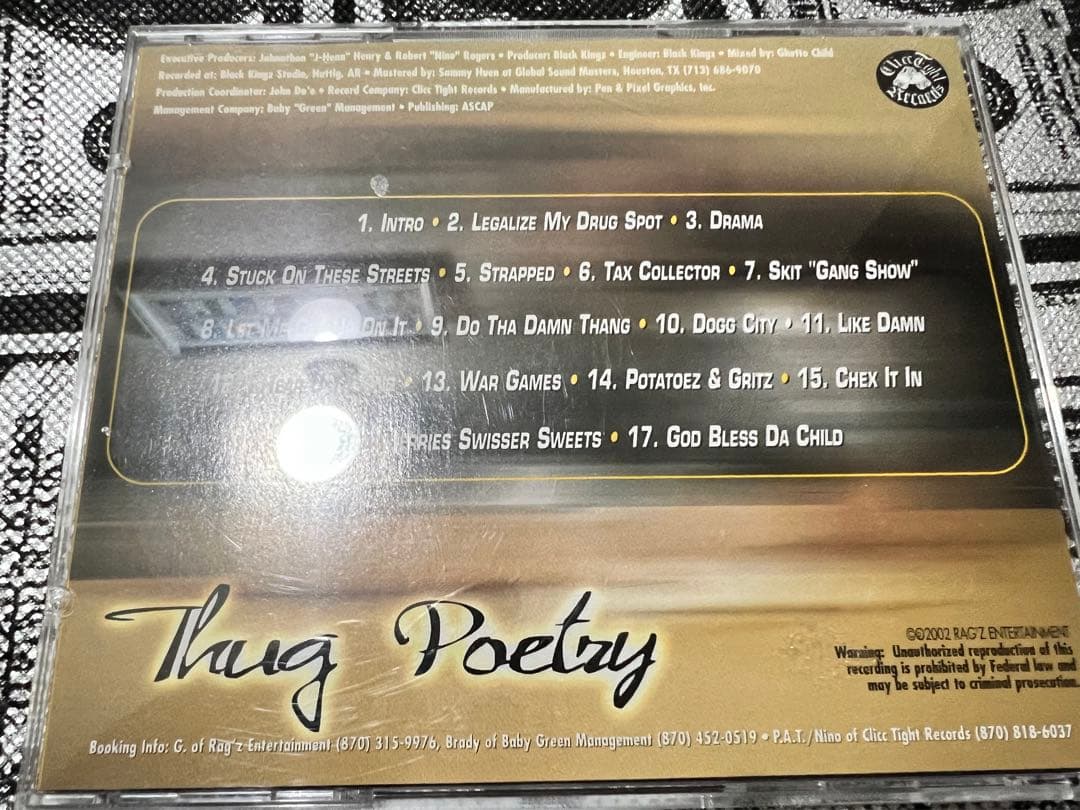 Executive Producers: Johnathon "J-Henn" Henry & Robert "Nino" Rogers • Producer: Black Kings • Engineer: Black Kings • Mixed by: Ghetto Child
Recorded at: Black Kingz Studio, Huttig, AR • Mastered by: Sammy Huen at Global Sound Masters, Houston, TX (713) 686-9070
Production Coordinator: John Do'e • Record Company: Clicc Tight Records • Manufactured by: Pan & Pixel Graphics, Inc.
Management Company: Baby "Green" Management • Publishing: ASCAP
Clicc Tight
Records
1. Intro • 2. Legalize My Drug Spot • 3. Drama
4. Stuck On These Streets • 5. Strapped • 6. Tax Collector • 7. Skit "Gang Show"
8. Let Me On It • 9. Do Tha Damn Thang • 10. Dogg City • 11. Like Damn
• 13. War Games • 14. Potatoez & Gritz • 15. Chex It In
Swisser Sweets • 17. God Bless Da Child
Thug Poetry
©℗2002 RAG'Z ENTERTAINMENT
Warning: Unauthorized reproduction of this
recording is prohibited by Federal law and
may be subject to criminal prosecution.
Booking Info: G. of Rag'z Entertainment (870) 315-9976, Brady of Baby Green Management (870) 452-0519 • P.A.T./Nino of Clicc Tight Records (870) 818-6037